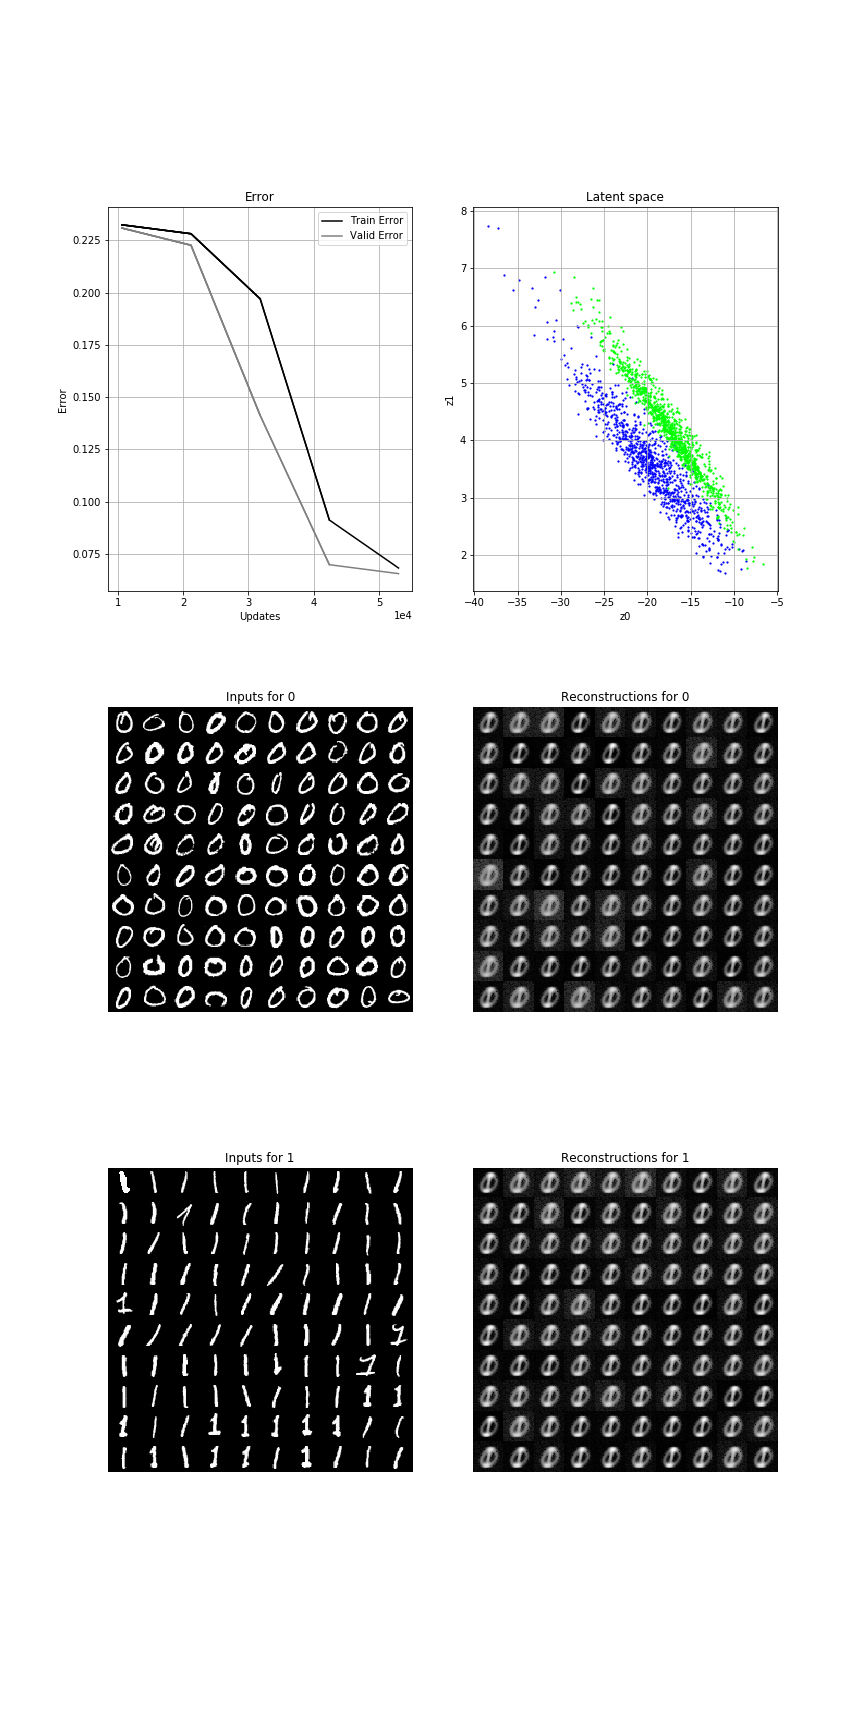 Error
Train Error
Valid Error
0.225
0.200
0.175
0.150
0.125
0.100
0.075
Error
1 2 3 4 5
1e4
Updates
Latent space
8
7
6
5
4
3
2
z1
−40 −35 −30 −25 −20 −15 −10 −5
z0
Inputs for 0
Reconstructions for 0
Inputs for 1
Reconstructions for 1